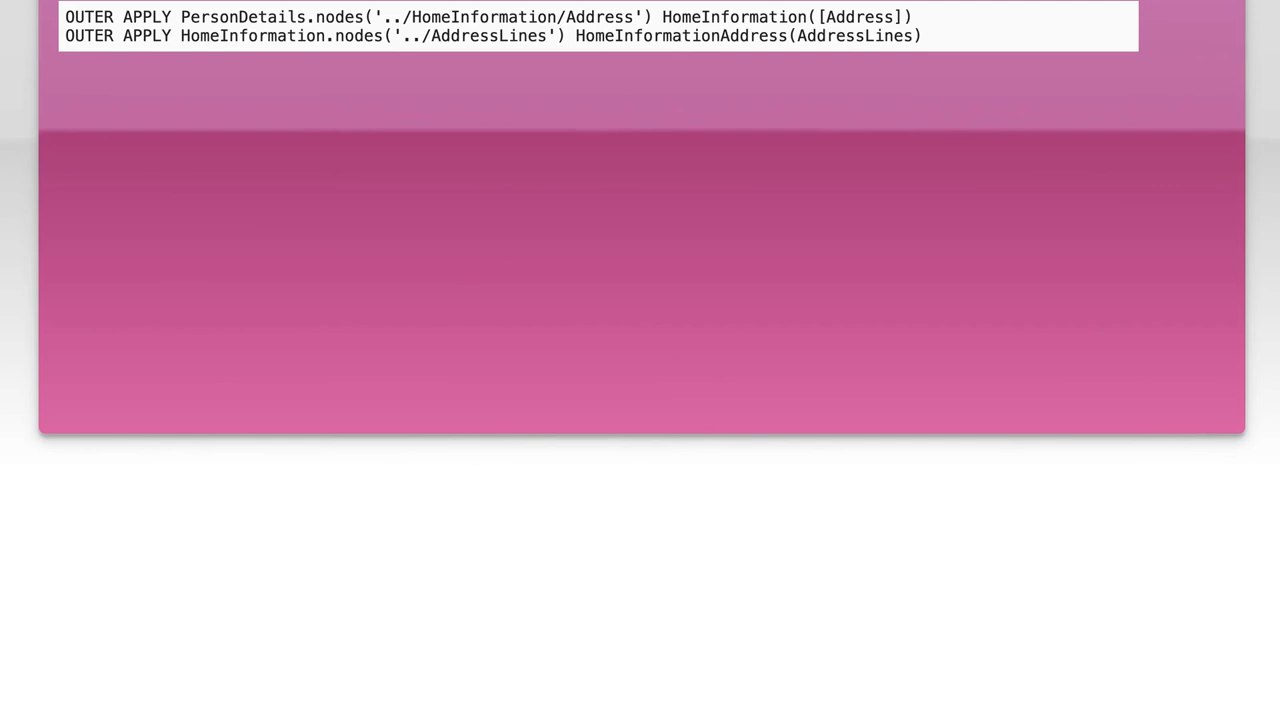 OUTER APPLY PersonDetails.nodes('../HomeInformation/Address') HomeInformation([Address])
OUTER APPLY HomeInformation.nodes('../AddressLines') HomeInformationAddress(AddressLines)